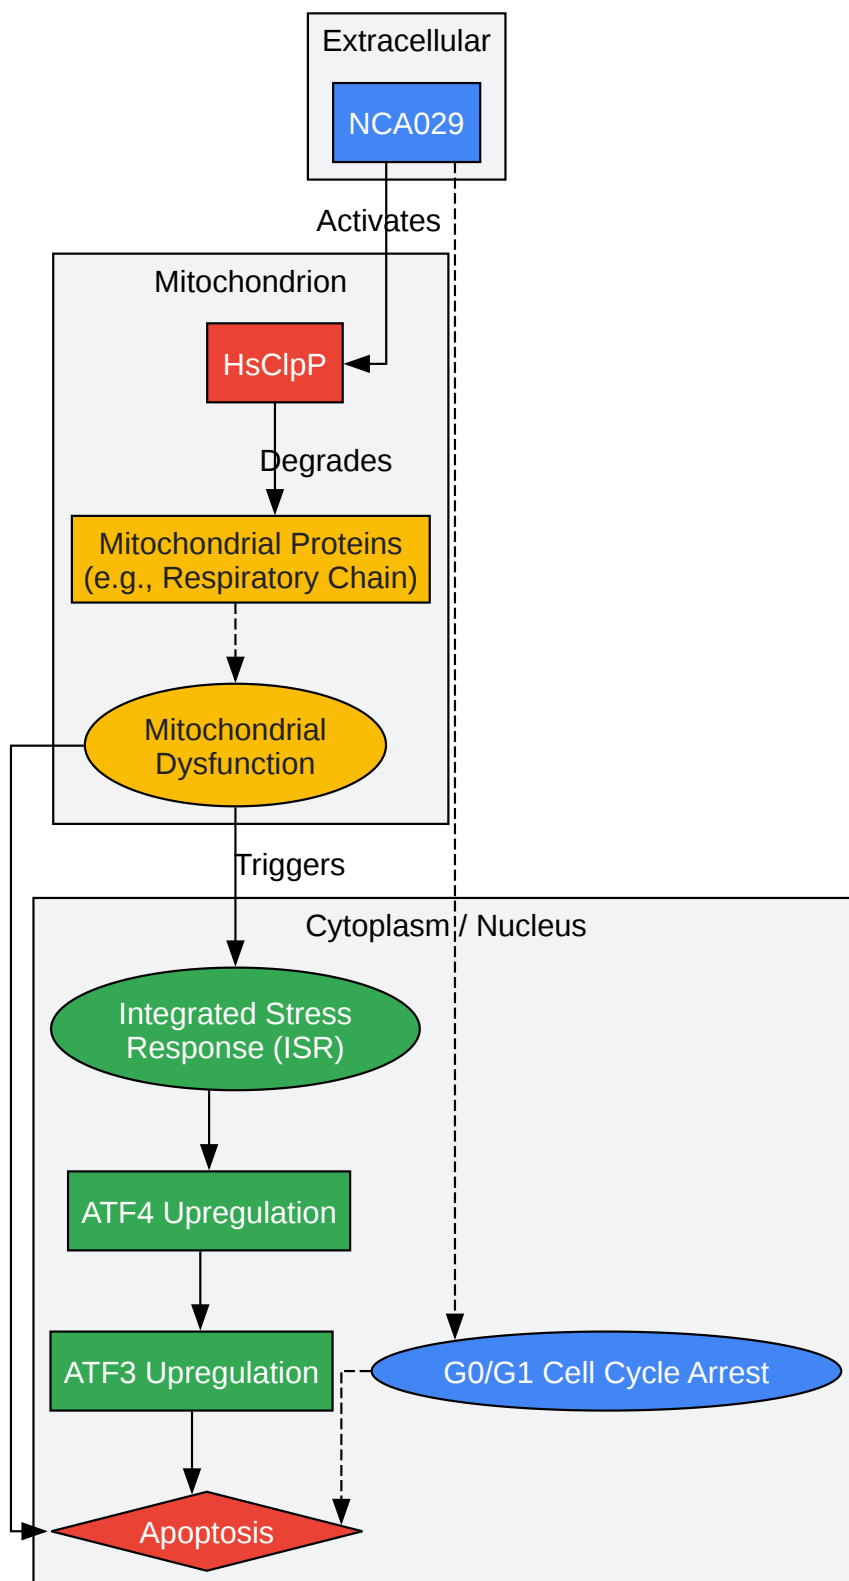 Extracellular
NCA029
Activates
Mitochondrion
HsClpP
Degrades
Mitochondrial Proteins
(e.g., Respiratory Chain)
Mitochondrial
Dysfunction
Triggers
Cytoplasm / Nucleus
Integrated Stress
Response (ISR)
ATF4 Upregulation
ATF3 Upregulation
G0/G1 Cell Cycle Arrest
Apoptosis